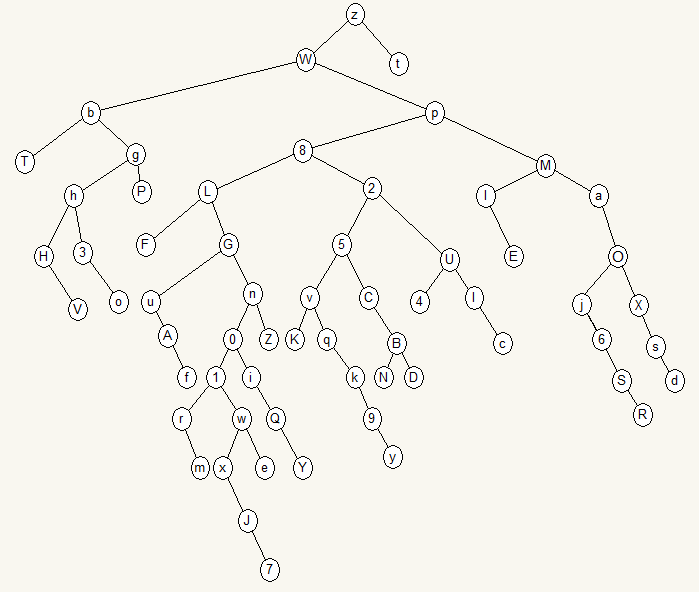 z
W t
b p
T g 8 M
h P L 2 l a
H 3 F G 5 U E O
V o u n v C 4 I j X
A 0 Z K q B c 6 s
f 1 i k N D S d
r w Q 9 R
m x e Y y
J
7